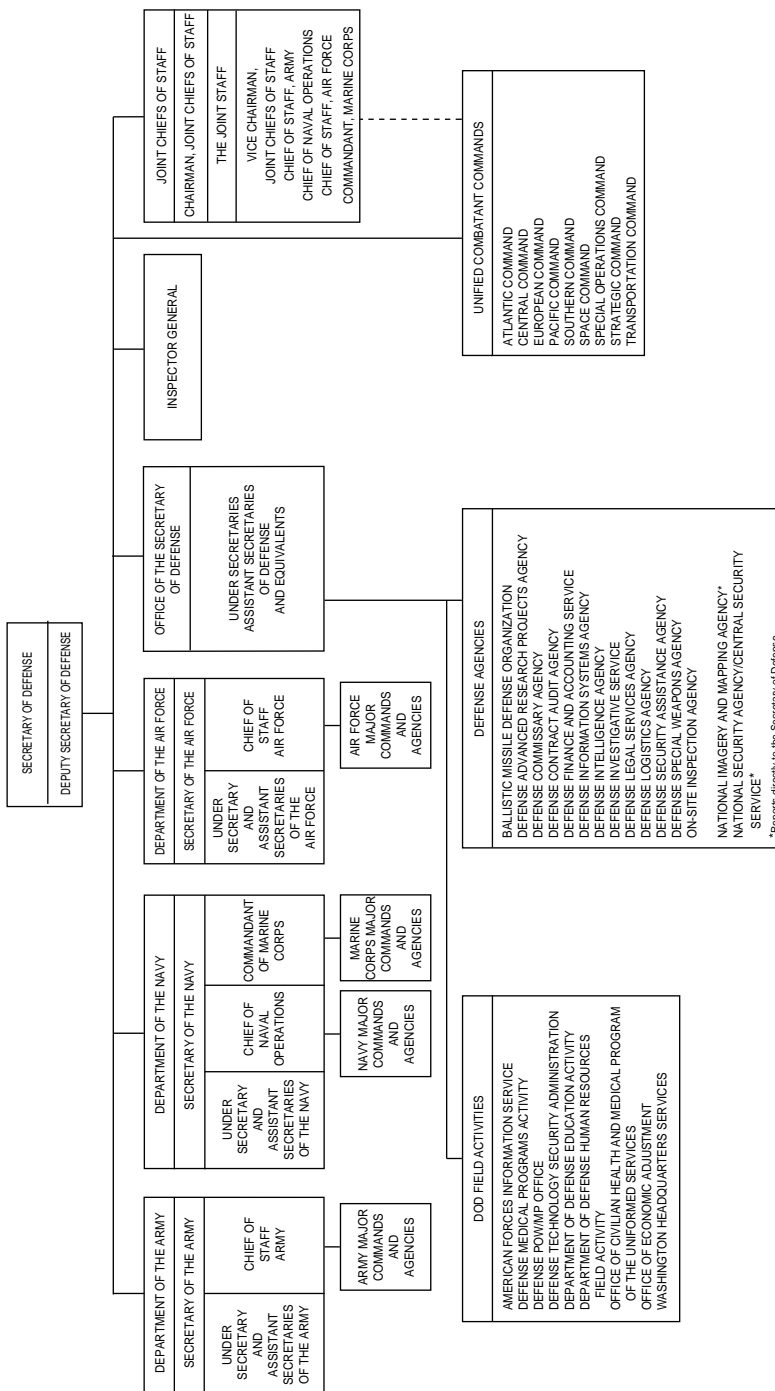 SECRETARY OF DEFENSE
DEPUTY SECRETARY OF DEFENSE
DEPARTMENT OF THE ARMY
SECRETARY OF THE ARMY
UNDER
SECRETARY
AND
ASSISTANT
SECRETARIES
OF THE ARMY
CHIEF OF
STAFF
ARMY
ARMY MAJOR
COMMANDS
AND
AGENCIES
DEPARTMENT OF THE NAVY
SECRETARY OF THE NAVY
UNDER
SECRETARY
AND
ASSISTANT
SECRETARIES
OF THE NAVY
CHIEF OF
NAVAL
OPERATIONS
COMMANDANT
OF MARINE
CORPS
NAVY MAJOR
COMMANDS
AND
AGENCIES
MARINE
CORPS MAJOR
COMMANDS
AND
AGENCIES
DEPARTMENT OF THE AIR FORCE
SECRETARY OF THE AIR FORCE
UNDER
SECRETARY
AND
ASSISTANT
SECRETARIES
OF THE
AIR FORCE
CHIEF OF
STAFF
AIR FORCE
AIR FORCE
MAJOR
COMMANDS
AND
AGENCIES
OFFICE OF THE SECRETARY
OF DEFENSE
UNDER SECRETARIES
ASSISTANT SECRETARIES
OF DEFENSE
AND EQUIVALENTS
INSPECTOR GENERAL
JOINT CHIEFS OF STAFF
CHAIRMAN, JOINT CHIEFS OF STAFF
THE JOINT STAFF
VICE CHAIRMAN,
JOINT CHIEFS OF STAFF
CHIEF OF STAFF, ARMY
CHIEF OF NAVAL OPERATIONS
CHIEF OF STAFF, AIR FORCE
COMMANDANT, MARINE CORPS
DOD FIELD ACTIVITIES
AMERICAN FORCES INFORMATION SERVICE
DEFENSE MEDICAL PROGRAMS ACTIVITY
DEFENSE POW/MP OFFICE
DEFENSE TECHNOLOGY SECURITY ADMINISTRATION
DEPARTMENT OF DEFENSE EDUCATION ACTIVITY
DEPARTMENT OF DEFENSE HUMAN RESOURCES
FIELD ACTIVITY
OFFICE OF CIVILIAN HEALTH AND MEDICAL PROGRAM
OF THE UNIFORMED SERVICES
OFFICE OF ECONOMIC ADJUSTMENT
WASHINGTON HEADQUARTERS SERVICES
DEFENSE AGENCIES
BALLISTIC MISSILE DEFENSE ORGANIZATION
DEFENSE ADVANCED RESEARCH PROJECTS AGENCY
DEFENSE COMMISSARY AGENCY
DEFENSE CONTRACT AUDIT AGENCY
DEFENSE FINANCE AND ACCOUNTING SERVICE
DEFENSE INFORMATION SYSTEMS AGENCY
DEFENSE INTELLIGENCE AGENCY
DEFENSE INVESTIGATIVE SERVICE
DEFENSE LEGAL SERVICES AGENCY
DEFENSE LOGISTICS AGENCY
DEFENSE SECURITY ASSISTANCE AGENCY
DEFENSE SPECIAL WEAPONS AGENCY
ON-SITE INSPECTION AGENCY
NATIONAL IMAGERY AND MAPPING AGENCY*
NATIONAL SECURITY AGENCY/CENTRAL SECURITY
SERVICE*
*Reports directly to the Secretary of Defense
UNIFIED COMBATANT COMMANDS
ATLANTIC COMMAND
CENTRAL COMMAND
EUROPEAN COMMAND
PACIFIC COMMAND
SOUTHERN COMMAND
SPACE COMMAND
SPECIAL OPERATIONS COMMAND
STRATEGIC COMMAND
TRANSPORTATION COMMAND